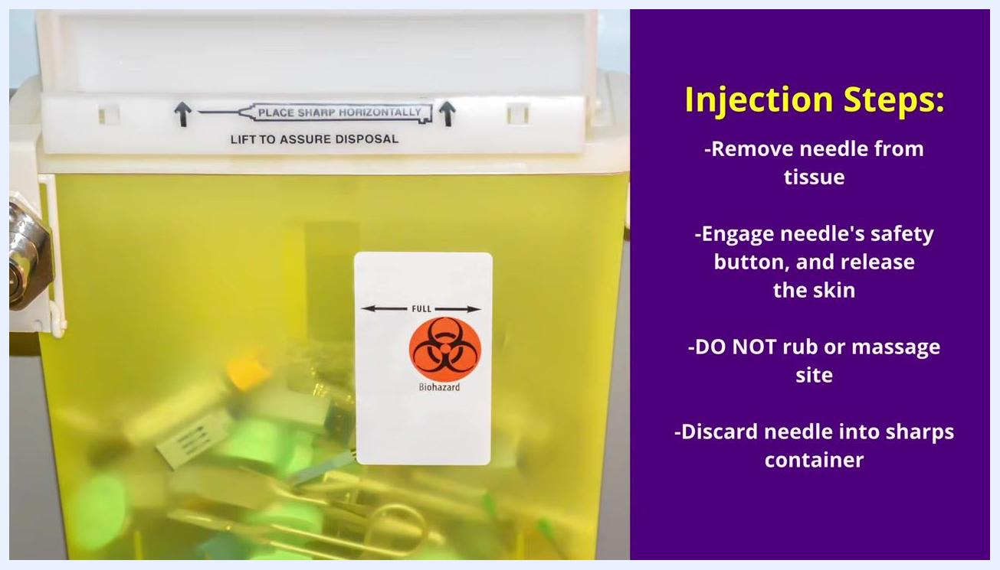 PLACE SHARP HORIZONTALLY
LIFT TO ASSURE DISPOSAL
FULL
Biohazard
Injection Steps:
-Remove needle from
tissue
-Engage needle's safety
button, and release
the skin
-DO NOT rub or massage
site
-Discard needle into sharps
container